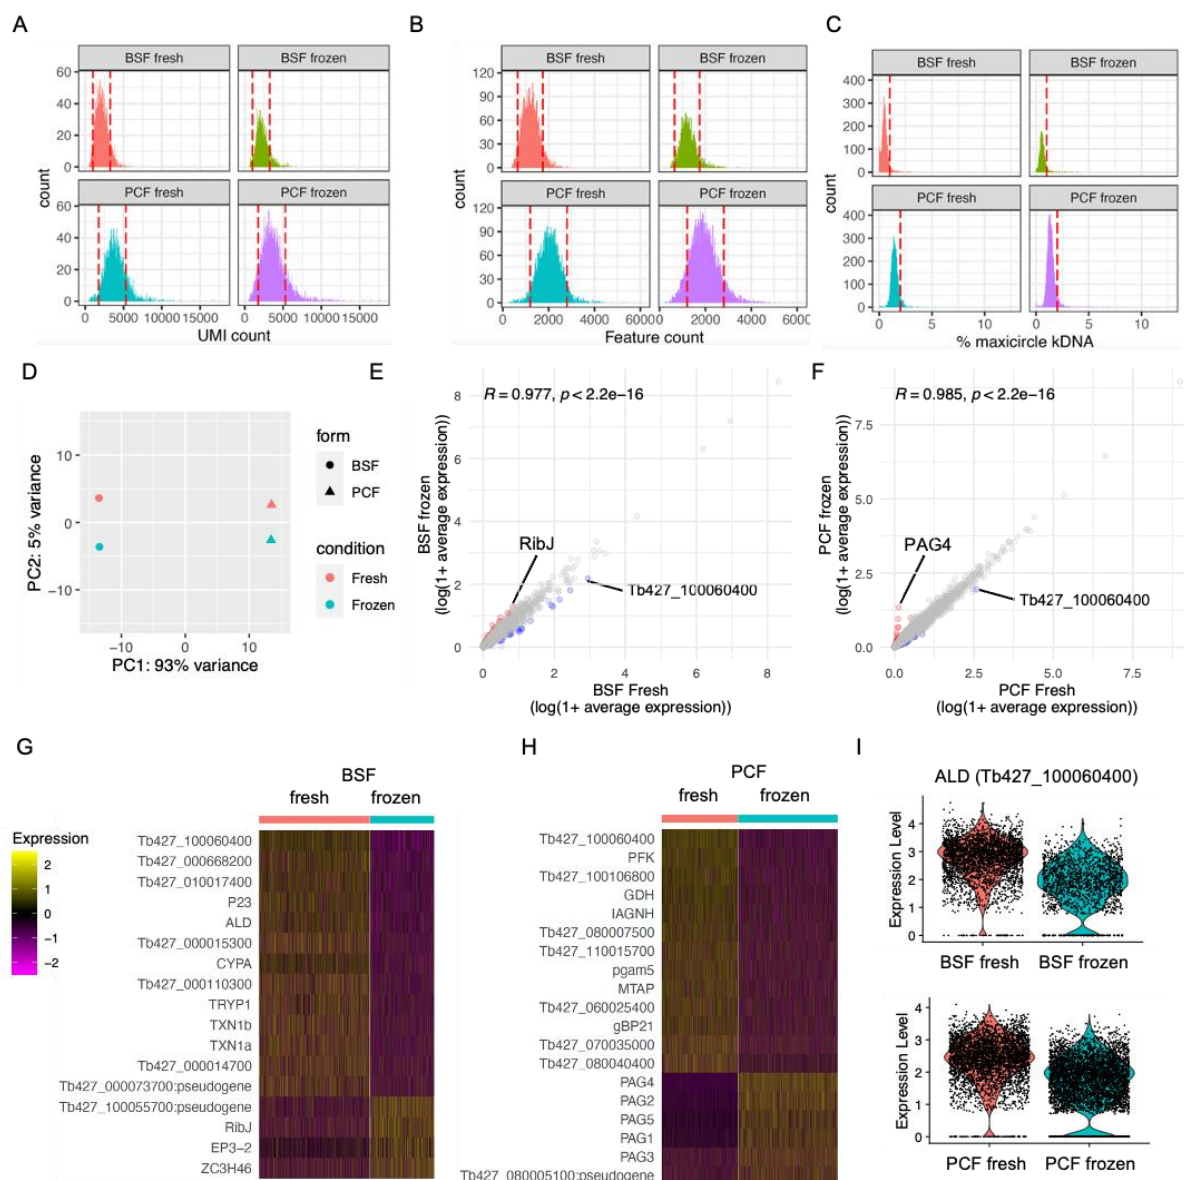 A
BSF fresh
BSF frozen
60
40
20
0
PCF fresh
PCF frozen
60
40
20
0
count
0 5000 10000 15000 0 5000 10000 15000
UMI count
B
BSF fresh
BSF frozen
120
90
60
30
0
PCF fresh
PCF frozen
120
90
60
30
0
count
0 2000 4000 6000 0 2000 4000 6000
Feature count
C
BSF fresh
BSF frozen
400
300
200
100
0
PCF fresh
PCF frozen
400
300
200
100
0
count
0 5 10 0 5 10
% maxicircle kDNA
D
10
0
−10
PC2: 5% variance
−10 0 10
PC1: 93% variance
form
BSF
PCF
condition
Fresh
Frozen
E
R = 0.977, p < 2.2e−16
8
6
4
2
0
BSF frozen
(log(1+ average expression))
RibJ
Tb427_100060400
0 2 4 6 8
BSF Fresh
(log(1+ average expression))
F
R = 0.985, p < 2.2e−16
7.5
5.0
2.5
0.0
PCF frozen
(log(1+ average expression))
PAG4
Tb427_100060400
0.0 2.5 5.0 7.5
PCF Fresh
(log(1+ average expression))
G
BSF
fresh frozen
Expression
2
1
0
−1
−2
Tb427_100060400
Tb427_000668200
Tb427_010017400
P23
ALD
Tb427_000015300
CYPA
Tb427_000110300
TRYP1
TXN1b
TXN1a
Tb427_000014700
Tb427_000073700:pseudogene
Tb427_100055700:pseudogene
RibJ
EP3−2
ZC3H46
H
PCF
fresh frozen
Tb427_100060400
PFK
Tb427_100106800
GDH
IAGNH
Tb427_080007500
Tb427_110015700
pgam5
MTAP
Tb427_060025400
gBP21
Tb427_070035000
Tb427_080040400
PAG4
PAG2
PAG5
PAG1
PAG3
Tb427_080005100:pseudogene
I
ALD (Tb427_100060400)
4
3
2
1
0
Expression Level
BSF fresh BSF frozen
4
3
2
1
0
Expression Level
PCF fresh PCF frozen